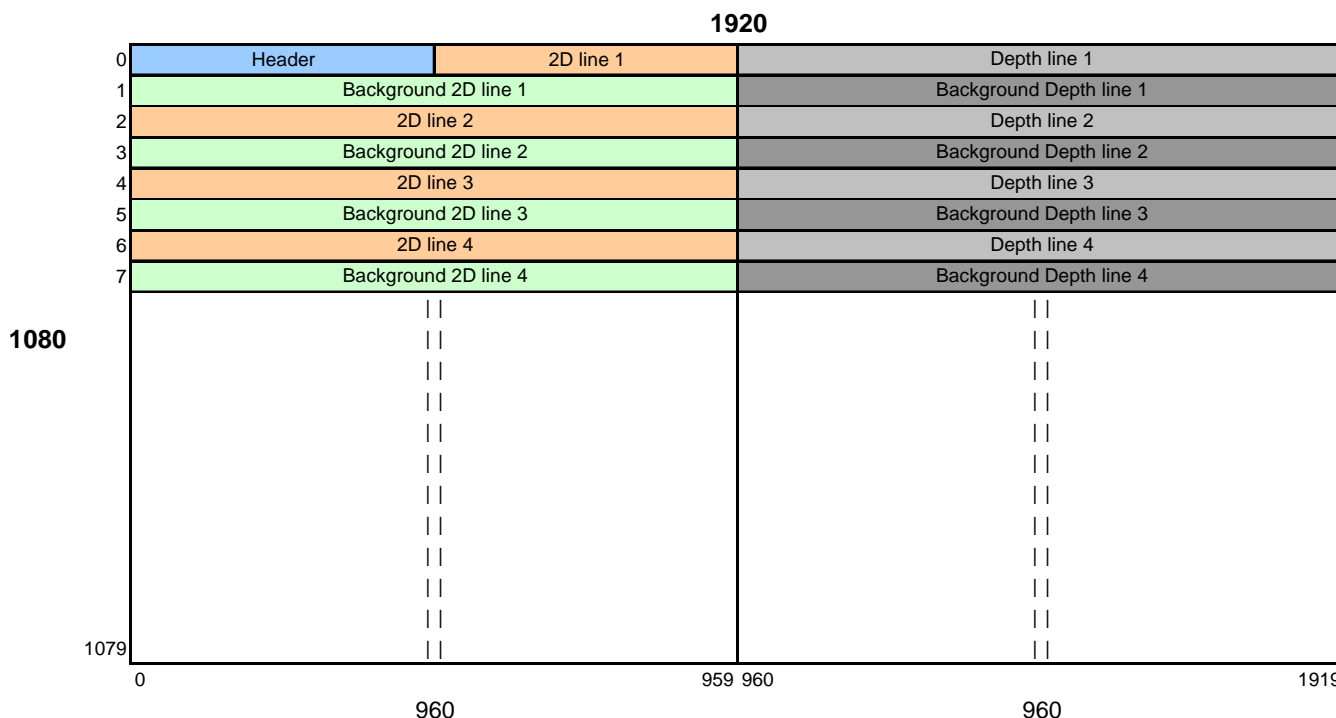 1920
0 Header 2D line 1 Depth line 1
1 Background 2D line 1 Background Depth line 1
2 2D line 2 Depth line 2
3 Background 2D line 2 Background Depth line 2
4 2D line 3 Depth line 3
5 Background 2D line 3 Background Depth line 3
6 2D line 4 Depth line 4
7 Background 2D line 4 Background Depth line 4
1080
1079
0 959 960 1919
960 960